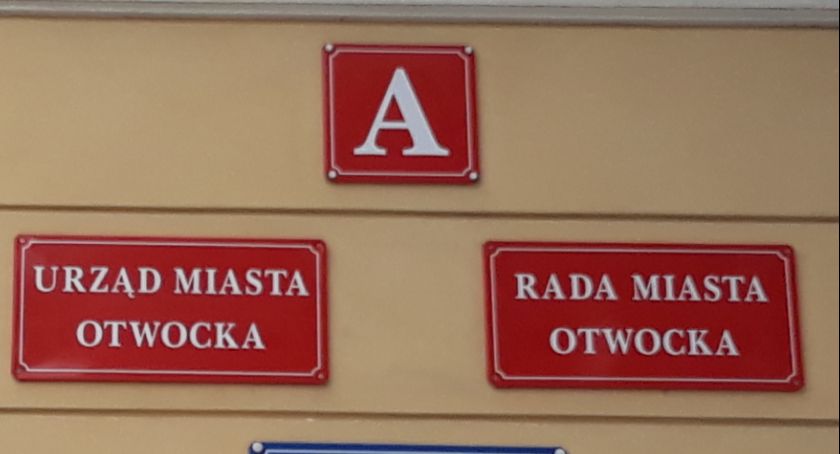 A
URZĄD MIASTA
OTWOCKA
RADA MIASTA
OTWOCKA